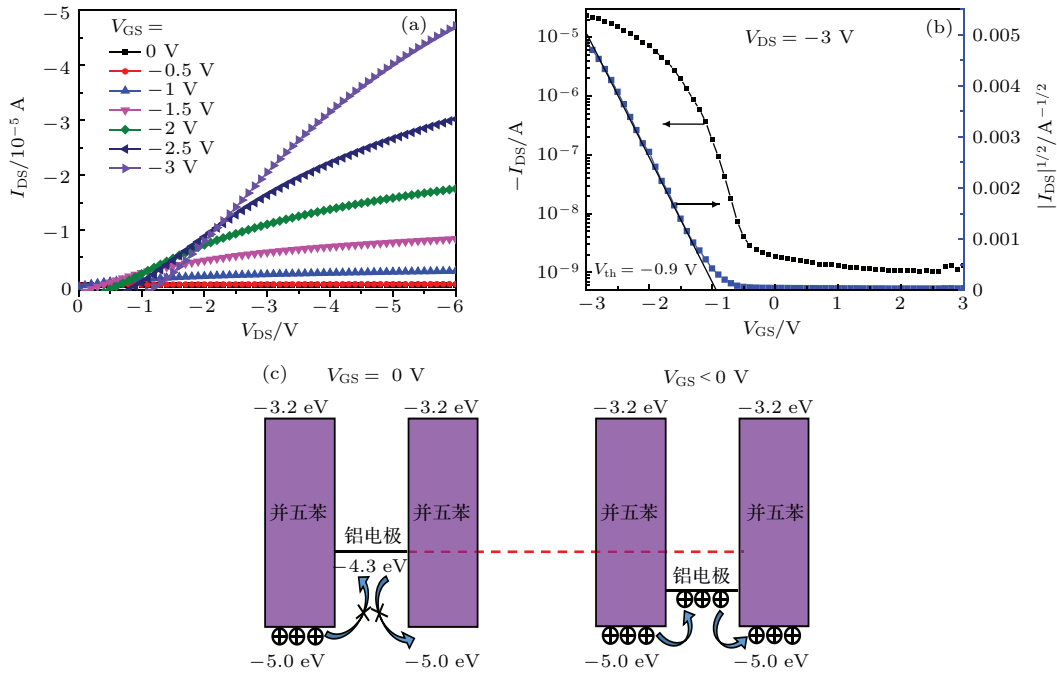 (a)
V_GS =
0 V
−0.5 V
−1 V
−1.5 V
−2 V
−2.5 V
−3 V
−5
−4
−3
−2
−1
0
I_DS/10^−5 A
0 −1 −2 −3 −4 −5 −6
V_DS/V
(b)
V_DS = −3 V
10^−5
10^−6
10^−7
10^−8
10^−9
−I_DS/A
V_th = −0.9 V
0.005
0.004
0.003
0.002
0.001
0
|I_DS|^1/2/A^−1/2
−3 −2 −1 0 1 2 3
V_GS/V
(c)
V_GS = 0 V
−3.2 eV −3.2 eV
并五苯 并五苯
铝电极
−4.3 eV
−5.0 eV −5.0 eV
V_GS < 0 V
−3.2 eV −3.2 eV
并五苯 并五苯
铝电极
−5.0 eV −5.0 eV